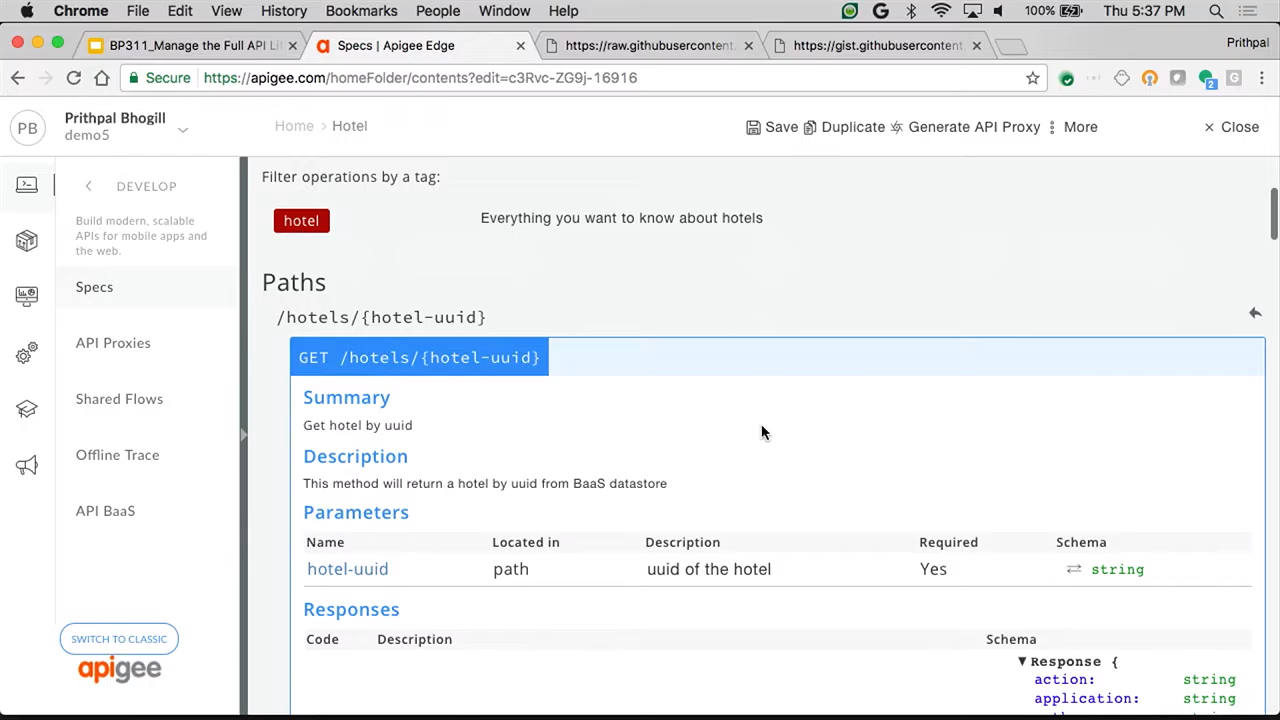 Chrome File Edit View History Bookmarks People Window Help 100% Thu 5:37 PM
BP311_Manage the Full API Li
Specs | Apigee Edge
https://raw.githubusercontent.
https://gist.githubusercontent
Prithpal
Secure https://apigee.com/homeFolder/contents?edit=c3Rvc-ZG9j-16916
2
PB
Prithpal Bhogill
demo5
Home > Hotel
Save
Duplicate
Generate API Proxy
More
Close
DEVELOP
Build modern, scalable
APIs for mobile apps and
the web.
Specs
API Proxies
Shared Flows
Offline Trace
API BaaS
SWITCH TO CLASSIC
apigee
Filter operations by a tag:
hotel Everything you want to know about hotels
Paths
/hotels/{hotel-uuid}
GET /hotels/{hotel-uuid}
Summary
Get hotel by uuid
Description
This method will return a hotel by uuid from BaaS datastore
Parameters
Name Located in Description Required Schema
hotel-uuid path uuid of the hotel Yes ⇄ string
Responses
Code Description Schema
▼ Response {
action: string
application: string